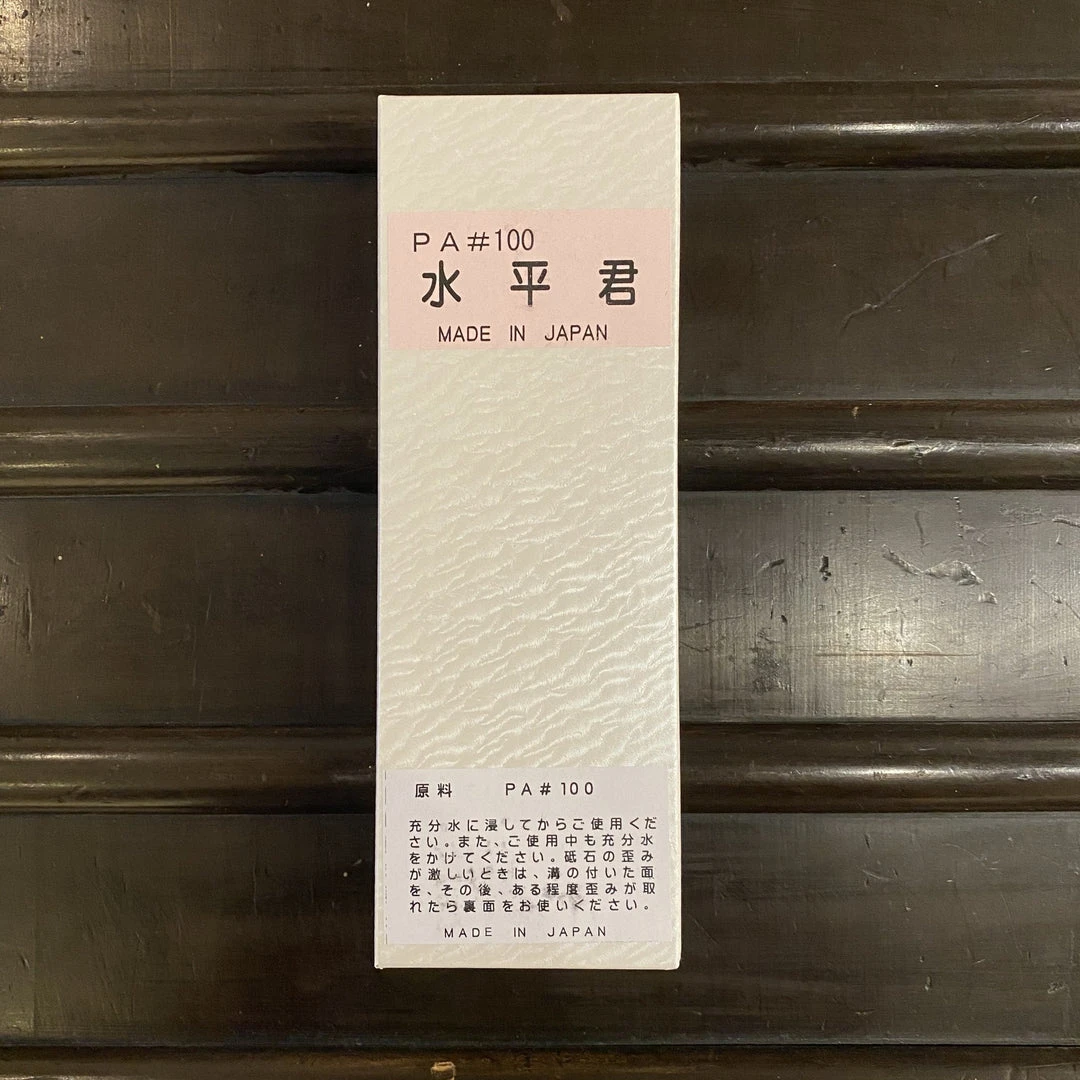 PA#100
水平君
MADE IN JAPAN
原料 PA#100
充分水に浸してからご使用くだ
さい。また、ご使用中も充分水
をかけてください。砥石の歪み
が激しいときは、溝の付いた面
を、その後、ある程度歪みが取
れたら裏面をお使いください。
MADE IN JAPAN